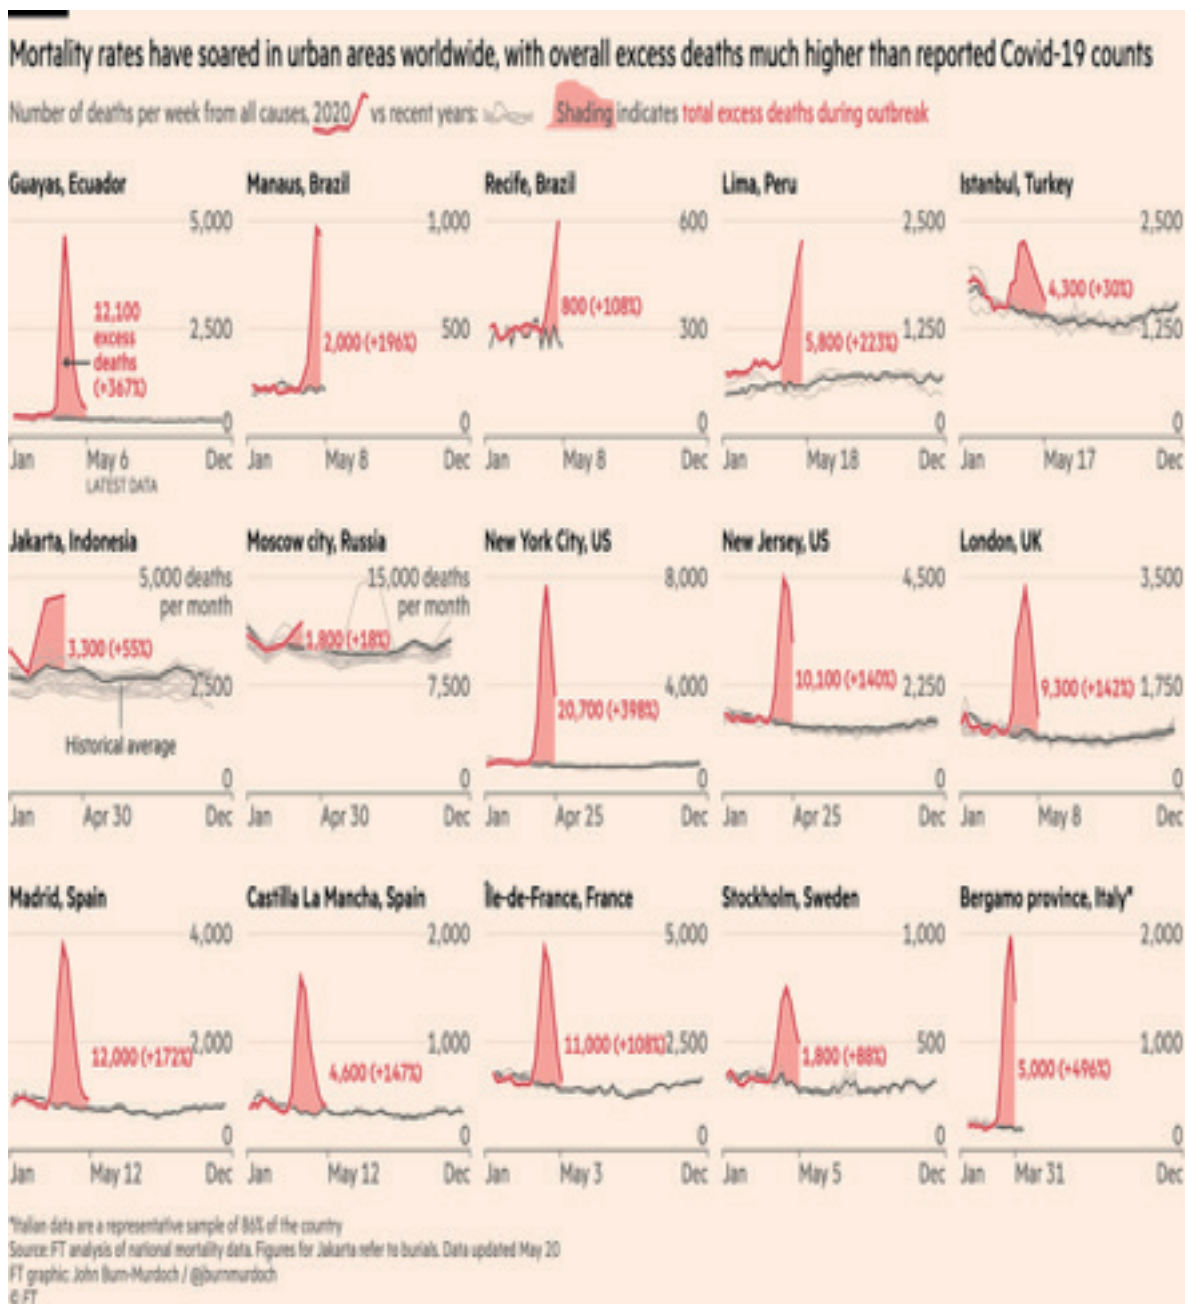 Mortality rates have soared in urban areas worldwide, with overall excess deaths much higher than reported Covid-19 counts
Number of deaths per week from all causes, 2020 vs recent years: Shading indicates total excess deaths during outbreak
Guayas, Ecuador
5,000
2,500
0
12,100
excess
deaths
(+367%)
Jan May 6 Dec
LATEST DATA
Manaus, Brazil
1,000
500
0
2,000 (+196%)
Jan May 8 Dec
Recife, Brazil
600
300
0
800 (+108%)
Jan May 8 Dec
Lima, Peru
2,500
1,250
0
5,800 (+223%)
Jan May 18 Dec
Istanbul, Turkey
2,500
1,250
0
4,300 (+30%)
Jan May 17 Dec
Jakarta, Indonesia
5,000 deaths
per month
2,500
0
3,300 (+55%)
Historical average
Jan Apr 30 Dec
Moscow city, Russia
15,000 deaths
per month
7,500
0
1,800 (+18%)
Jan Apr 30 Dec
New York City, US
8,000
4,000
0
20,700 (+398%)
Jan Apr 25 Dec
New Jersey, US
4,500
2,250
0
10,100 (+140%)
Jan Apr 25 Dec
London, UK
3,500
1,750
0
9,300 (+142%)
Jan May 8 Dec
Madrid, Spain
4,000
2,000
0
12,000 (+172%)
Jan May 12 Dec
Castilla La Mancha, Spain
2,000
1,000
0
4,600 (+147%)
Jan May 12 Dec
Île-de-France, France
5,000
2,500
0
11,000 (+108%)
Jan May 3 Dec
Stockholm, Sweden
1,000
500
0
1,800 (+88%)
Jan May 5 Dec
Bergamo province, Italy*
2,000
1,000
0
5,000 (+496%)
Jan Mar 31 Dec
*Italian data are a representative sample of 86% of the country
Source: FT analysis of national mortality data. Figures for Jakarta refer to burials. Data updated May 20
FT graphic: John Burn-Murdoch / @jburnmurdoch
© FT